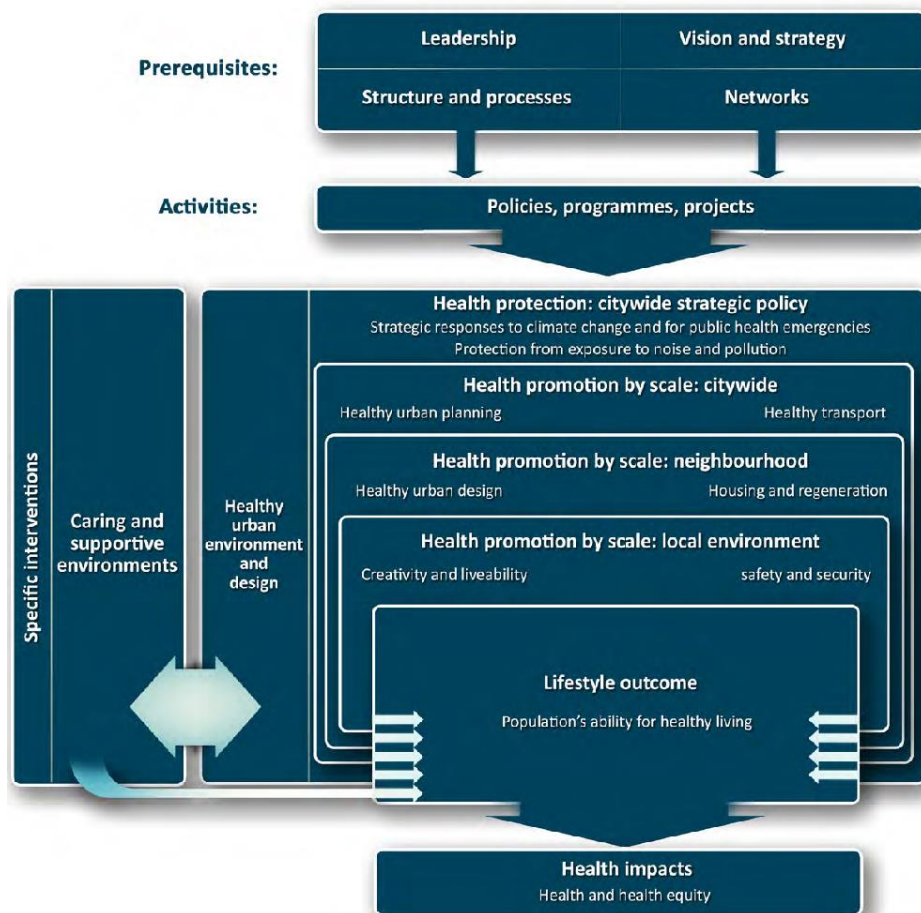 Prerequisites:
Leadership
Vision and strategy
Structure and processes
Networks
Activities:
Policies, programmes, projects
Specific interventions
Caring and
supportive
environments
Healthy
urban
environment
and
design
Health protection: citywide strategic policy
Strategic responses to climate change and for public health emergencies
Protection from exposure to noise and pollution
Health promotion by scale: citywide
Healthy urban planning
Healthy transport
Health promotion by scale: neighbourhood
Healthy urban design
Housing and regeneration
Health promotion by scale: local environment
Creativity and liveability
safety and security
Lifestyle outcome
Population's ability for healthy living
Health impacts
Health and health equity